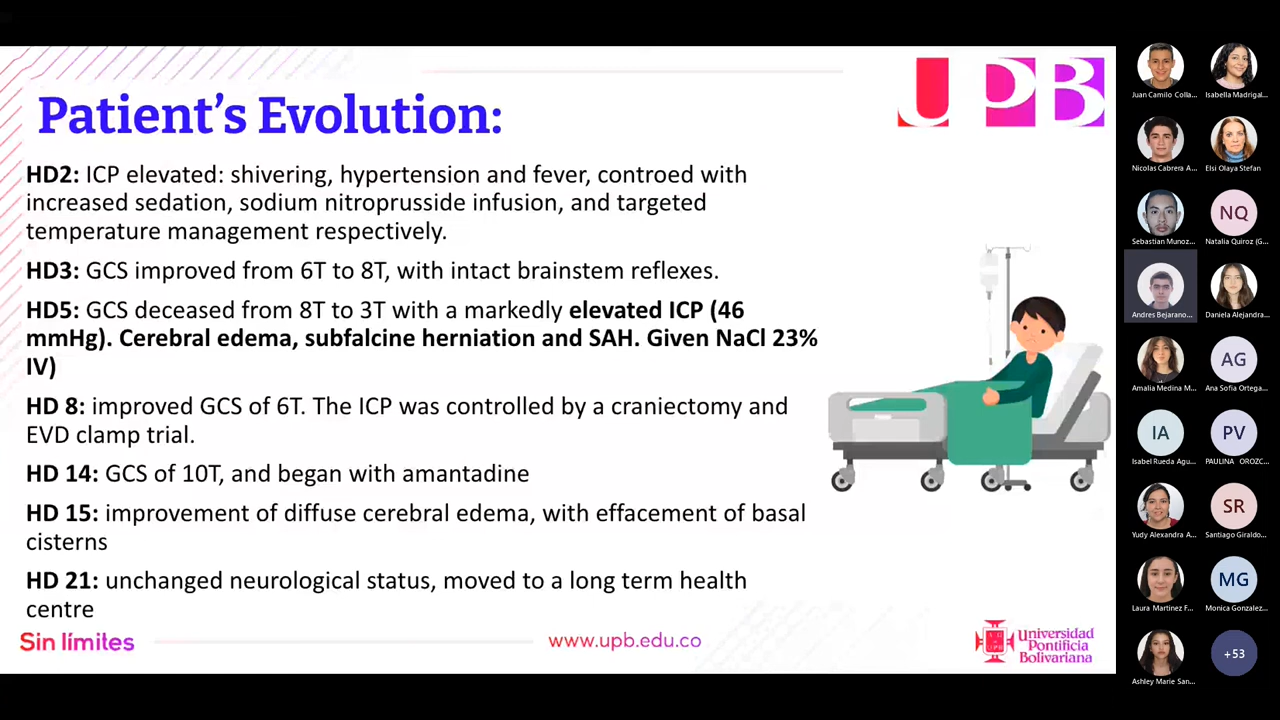 UPB
Patient's Evolution:
HD2: ICP elevated: shivering, hypertension and fever, controed with
increased sedation, sodium nitroprusside infusion, and targeted
temperature management respectively.
HD3: GCS improved from 6T to 8T, with intact brainstem reflexes.
HD5: GCS deceased from 8T to 3T with a markedly elevated ICP (46
mmHg). Cerebral edema, subfalcine herniation and SAH. Given NaCl 23%
IV)
HD 8: improved GCS of 6T. The ICP was controlled by a craniectomy and
EVD clamp trial.
HD 14: GCS of 10T, and began with amantadine
HD 15: improvement of diffuse cerebral edema, with effacement of basal
cisterns
HD 21: unchanged neurological status, moved to a long term health
centre
Sin límites
www.upb.edu.co
Universidad
Pontificia
Bolivariana
Juan Camilo Colla...
Isabella Madrigal...
Nicolas Cabrera A...
Elsi Olaya Stefan
Sebastian Munoz...
NQ
Natalia Quiroz (G...
Andres Bejarano...
Daniela Alejandra...
Amalia Medina M...
AG
Ana Sofia Ortega...
IA
Isabel Rueda Agu...
PV
PAULINA OROZC...
Yudy Alexandra A...
SR
Santiago Giraldo...
Laura Martinez F...
MG
Monica Gonzalez...
Ashley Marie San...
+53